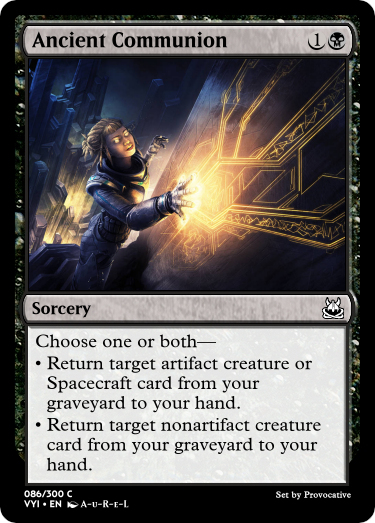 Ancient Communion 1
Sorcery
Choose one or both—
• Return target artifact creature or
Spacecraft card from your
graveyard to your hand.
• Return target nonartifact creature
card from your graveyard to your
hand.
086/300 C
VYI • EN A-U-R-E-L
Set by Provocative